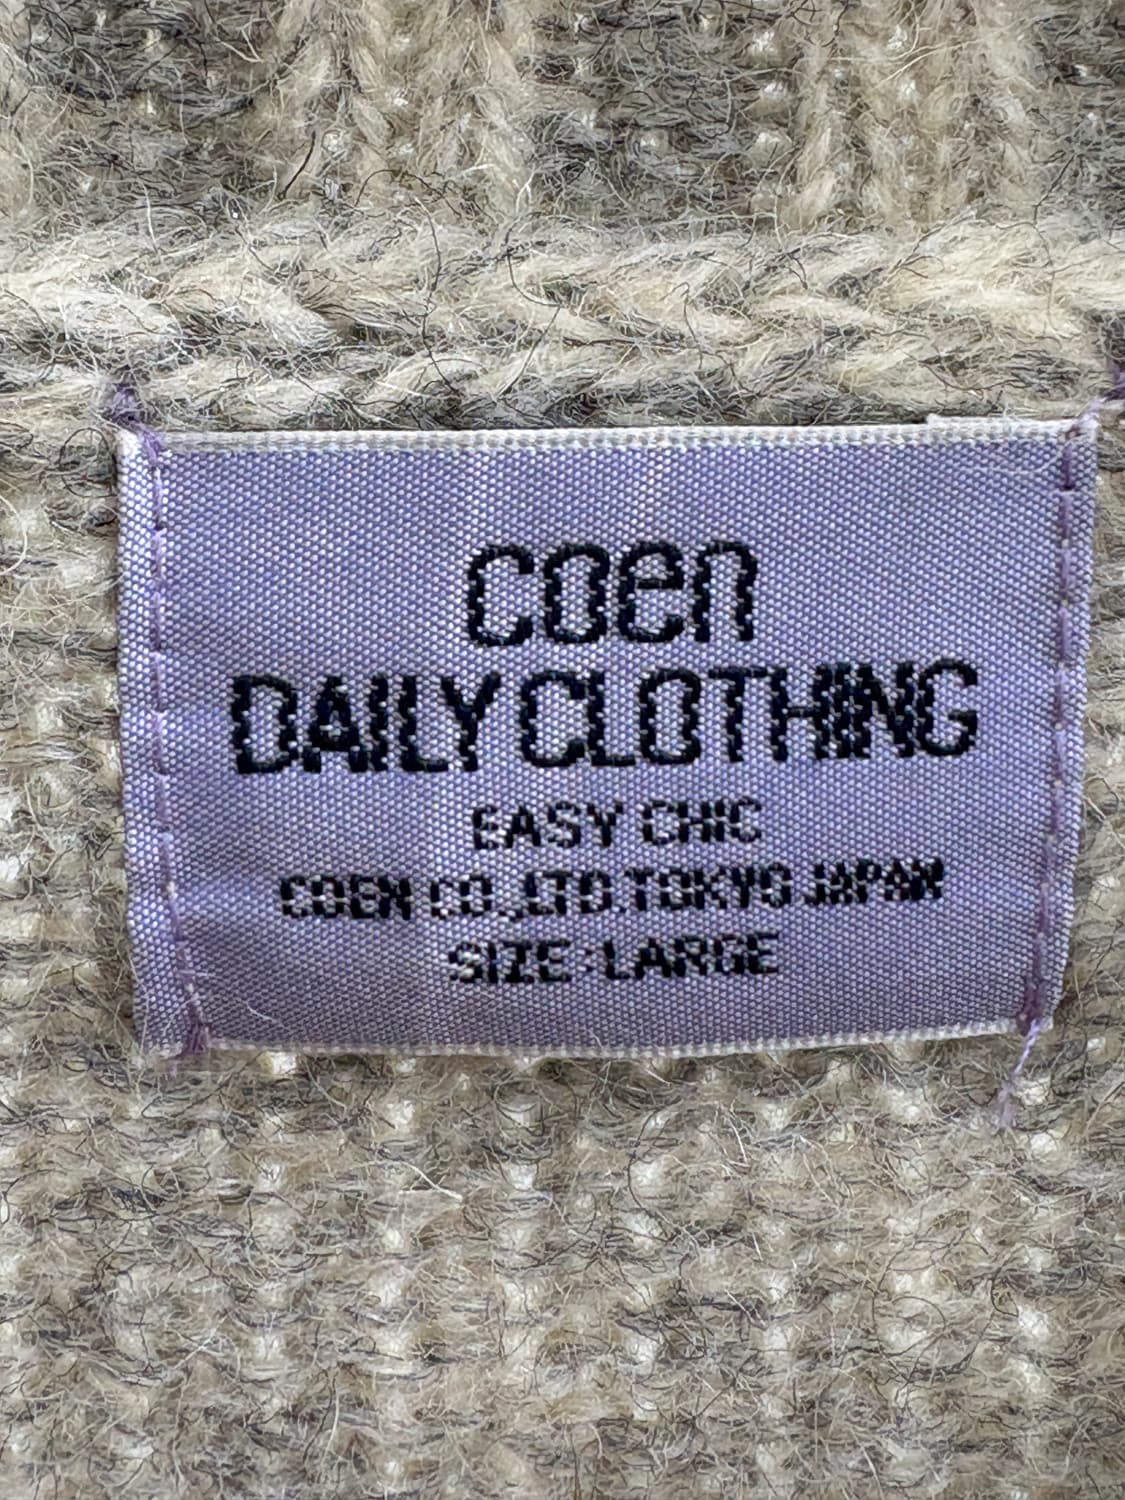 coen
DAILY CLOTHING
EASY CHIC
COEN CO.,LTD.TOKYO JAPAN
SIZE:LARGE